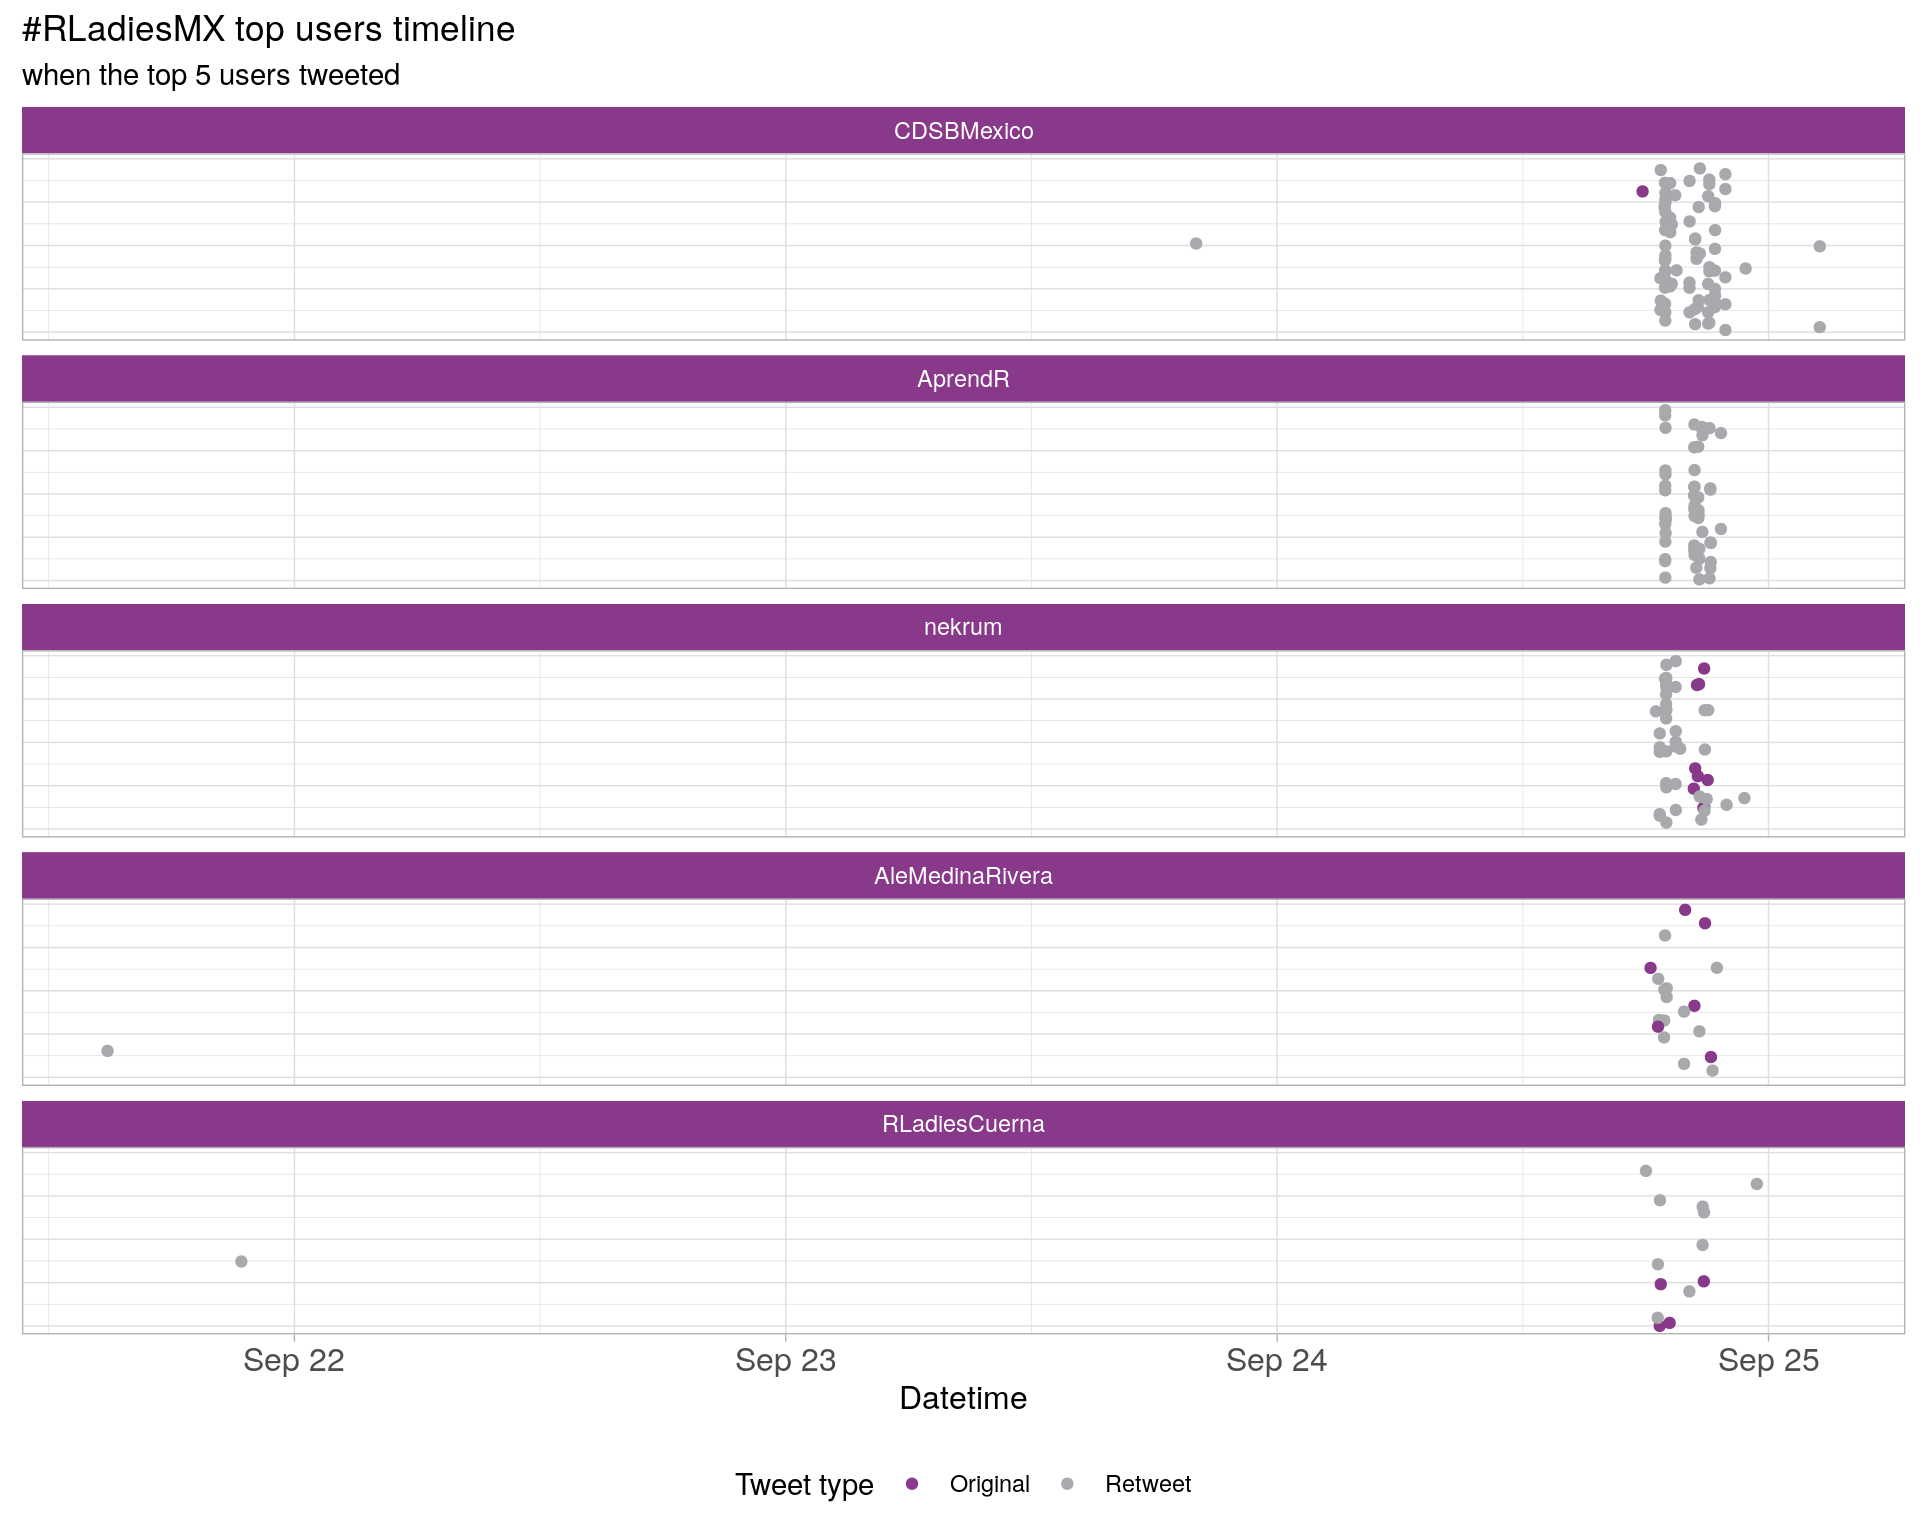 #RLadiesMX top users timeline
when the top 5 users tweeted
CDSBMexico
AprendR
nekrum
AleMedinaRivera
RLadiesCuerna
Sep 22 Sep 23 Sep 24 Sep 25
Datetime
Tweet type Original Retweet